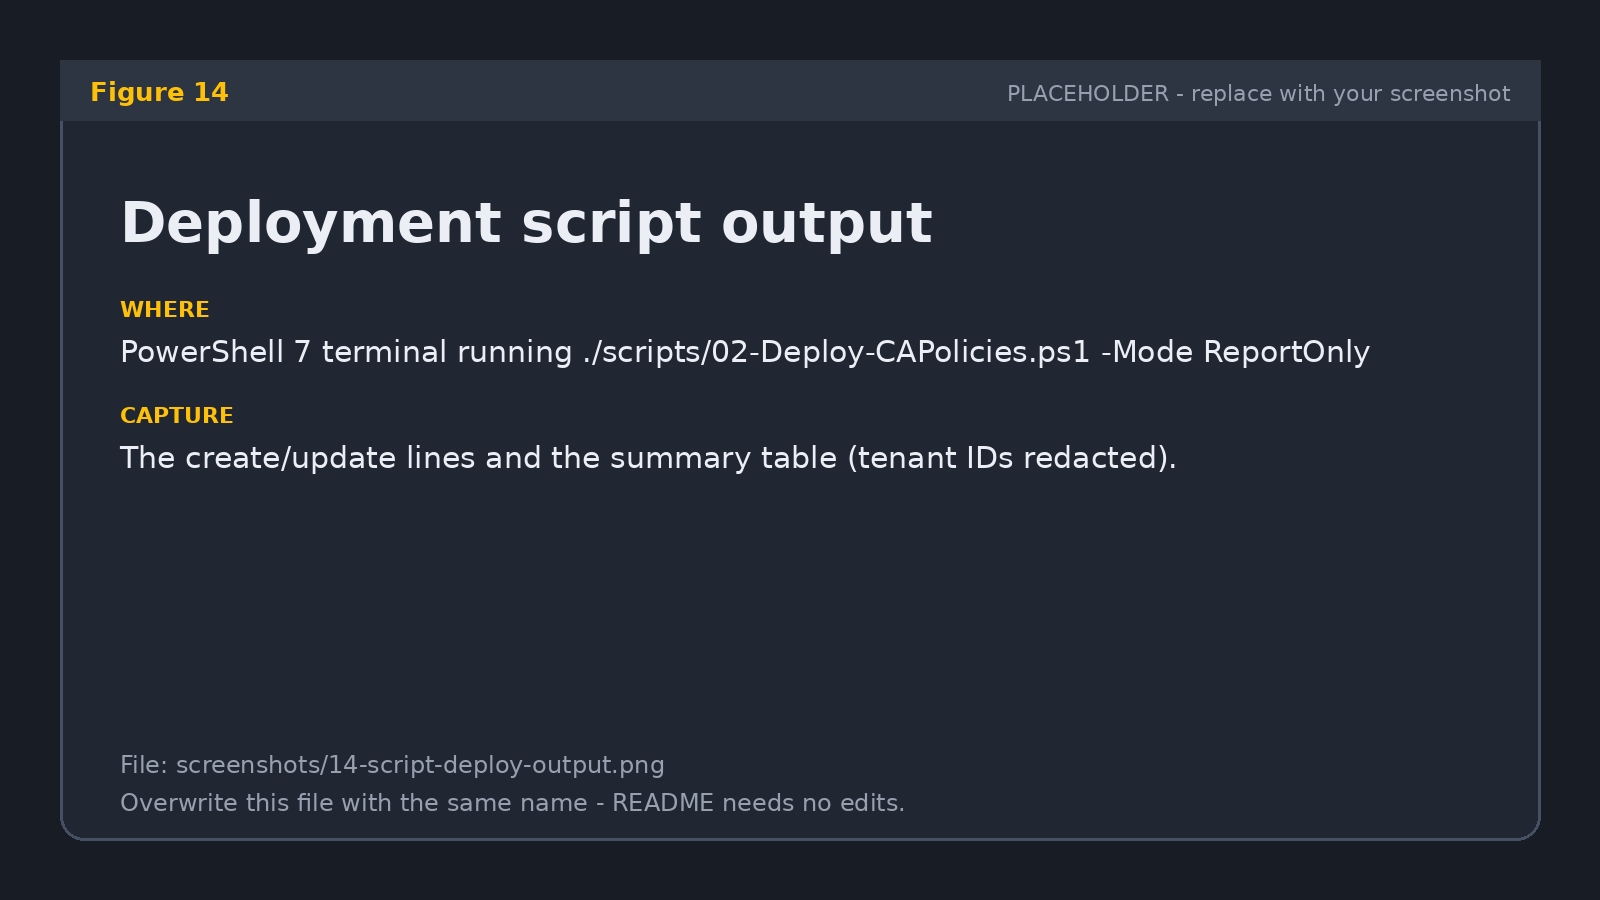 Figure 14
PLACEHOLDER - replace with your screenshot
Deployment script output
WHERE
PowerShell 7 terminal running ./scripts/02-Deploy-CAPolicies.ps1 -Mode ReportOnly
CAPTURE
The create/update lines and the summary table (tenant IDs redacted).
File: screenshots/14-script-deploy-output.png
Overwrite this file with the same name - README needs no edits.